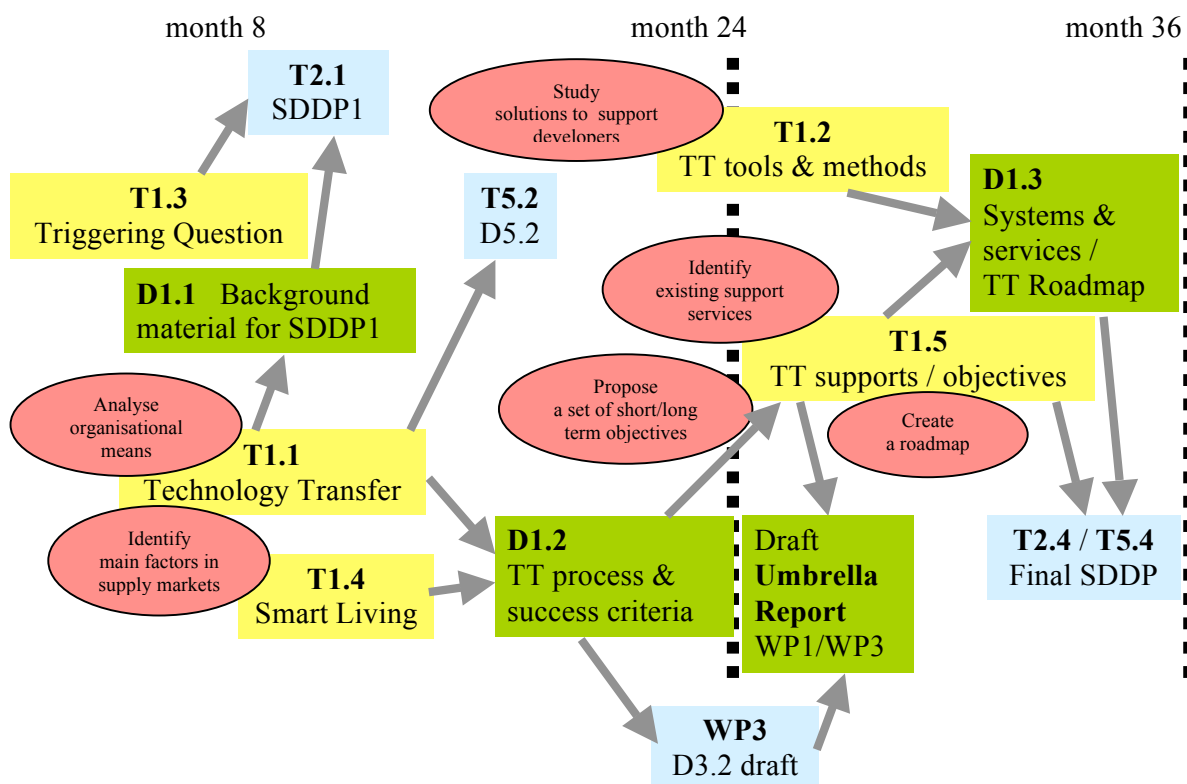 month 8
month 24
month 36
T2.1
SDDP1
Study
solutions to support
developers
T1.2
TT tools & methods
T1.3
Triggering Question
T5.2
D5.2
D1.3
Systems &
services /
TT Roadmap
D1.1 Background
material for SDDP1
Identify
existing support
services
T1.5
TT supports / objectives
Analyse
organisational
means
Propose
a set of short/long
term objectives
Create
a roadmap
T1.1
Technology Transfer
Identify
main factors in
supply markets
T1.4
Smart Living
D1.2
TT process &
success criteria
Draft
Umbrella
Report
WP1/WP3
T2.4 / T5.4
Final SDDP
WP3
D3.2 draft